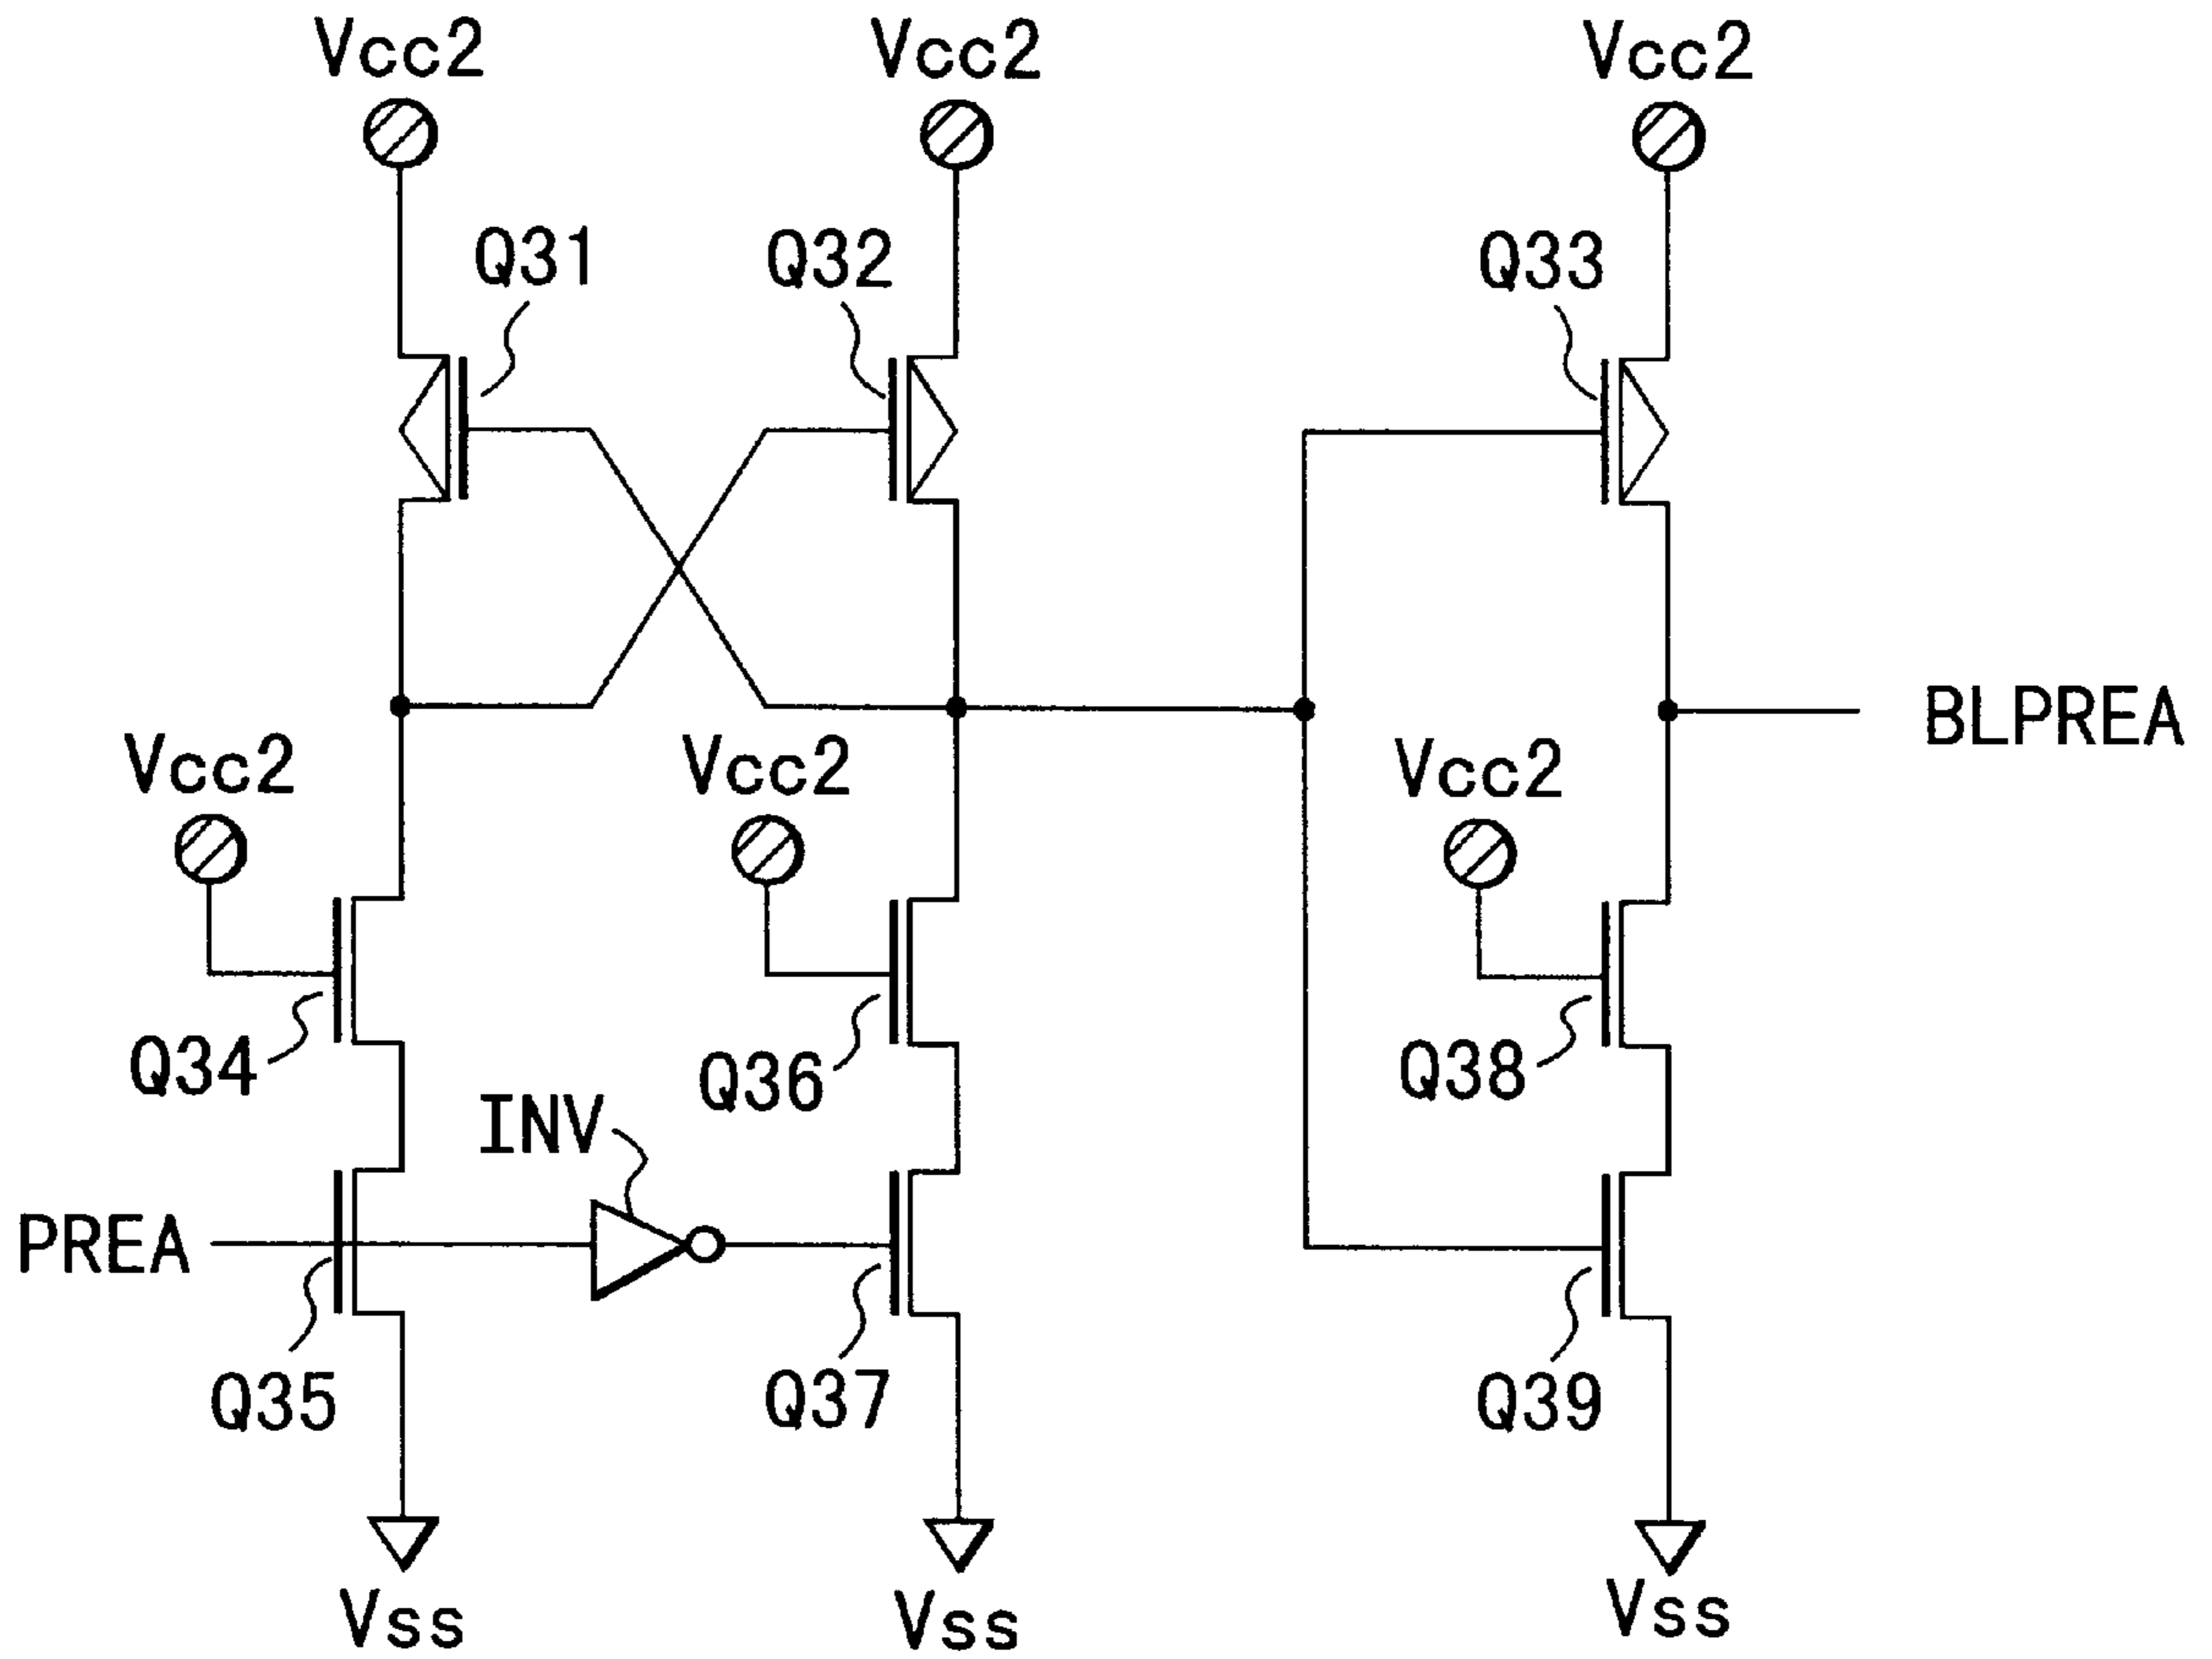 Vcc2
Vcc2
Vcc2
Q31
Q32
Q33
BLPREA
Vcc2
Vcc2
Vcc2
Q34
Q36
Q38
INV
PREA
Q35
Q37
Q39
Vss
Vss
Vss